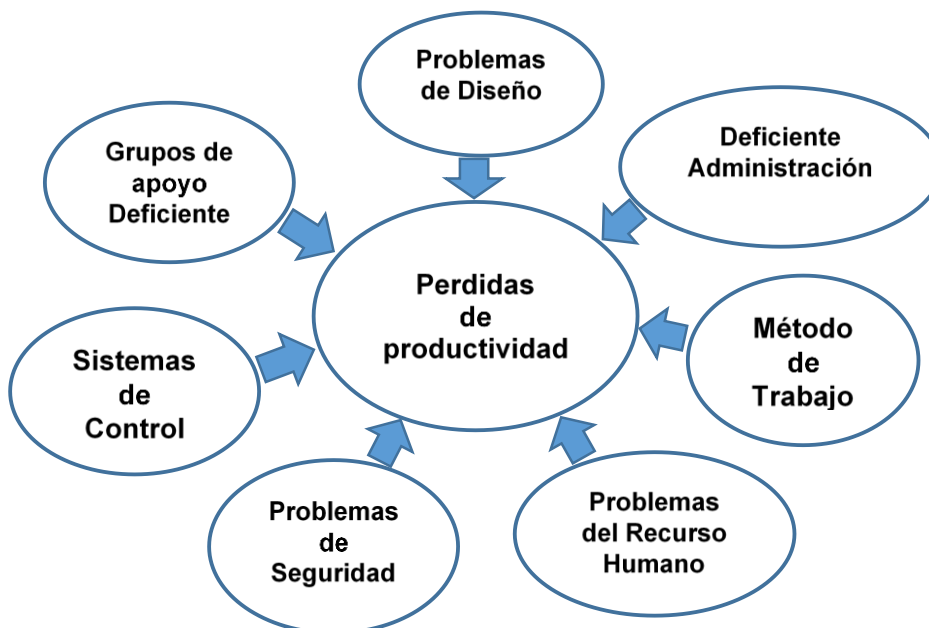 Problemas
de Diseño
Deficiente
Administración
Grupos de
apoyo
Deficiente
Perdidas
de
productividad
Método
de
Trabajo
Sistemas
de
Control
Problemas
de
Seguridad
Problemas
del Recurso
Humano